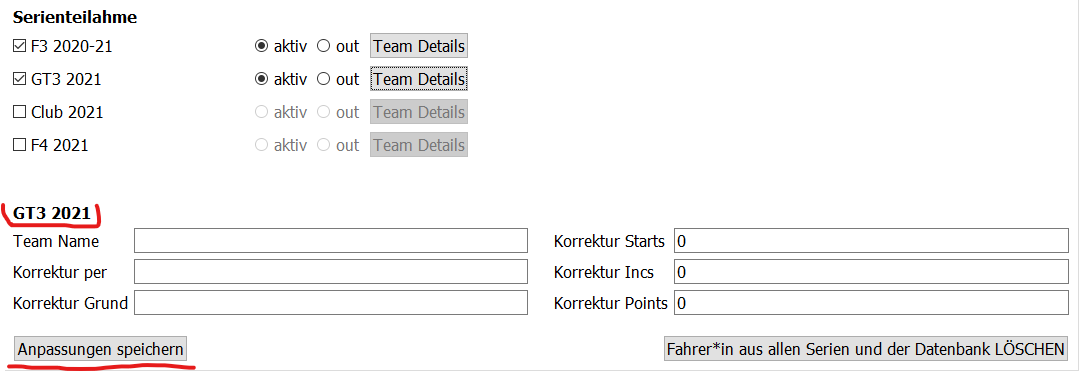 Serienteilahme
F3 2020-21 aktiv out Team Details
GT3 2021 aktiv out Team Details
Club 2021 aktiv out Team Details
F4 2021 aktiv out Team Details
GT3 2021
Team Name Korrektur Starts 0
Korrektur per Korrektur Incs 0
Korrektur Grund Korrektur Points 0
Anpassungen speichern Fahrer*in aus allen Serien und der Datenbank LÖSCHEN